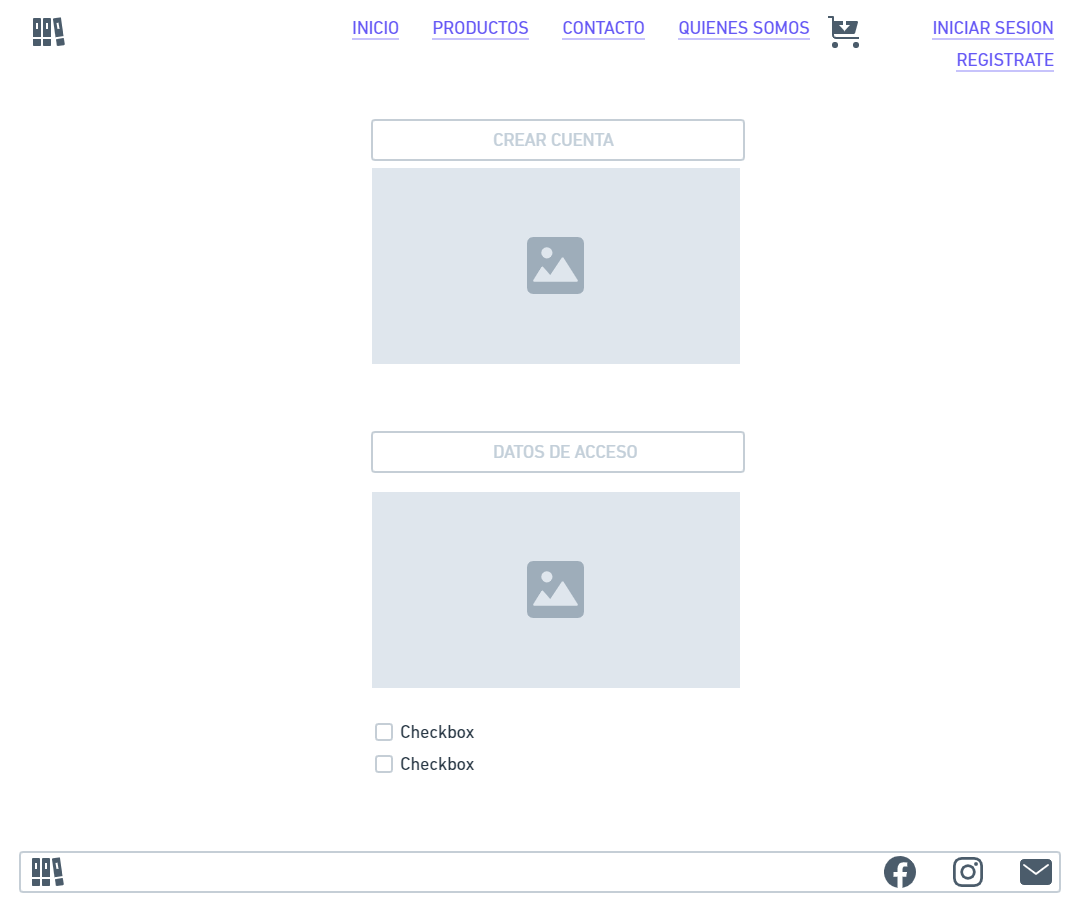 INICIO PRODUCTOS CONTACTO QUIENES SOMOS INICIAR SESION
REGISTRATE
CREAR CUENTA
DATOS DE ACCESO
Checkbox
Checkbox